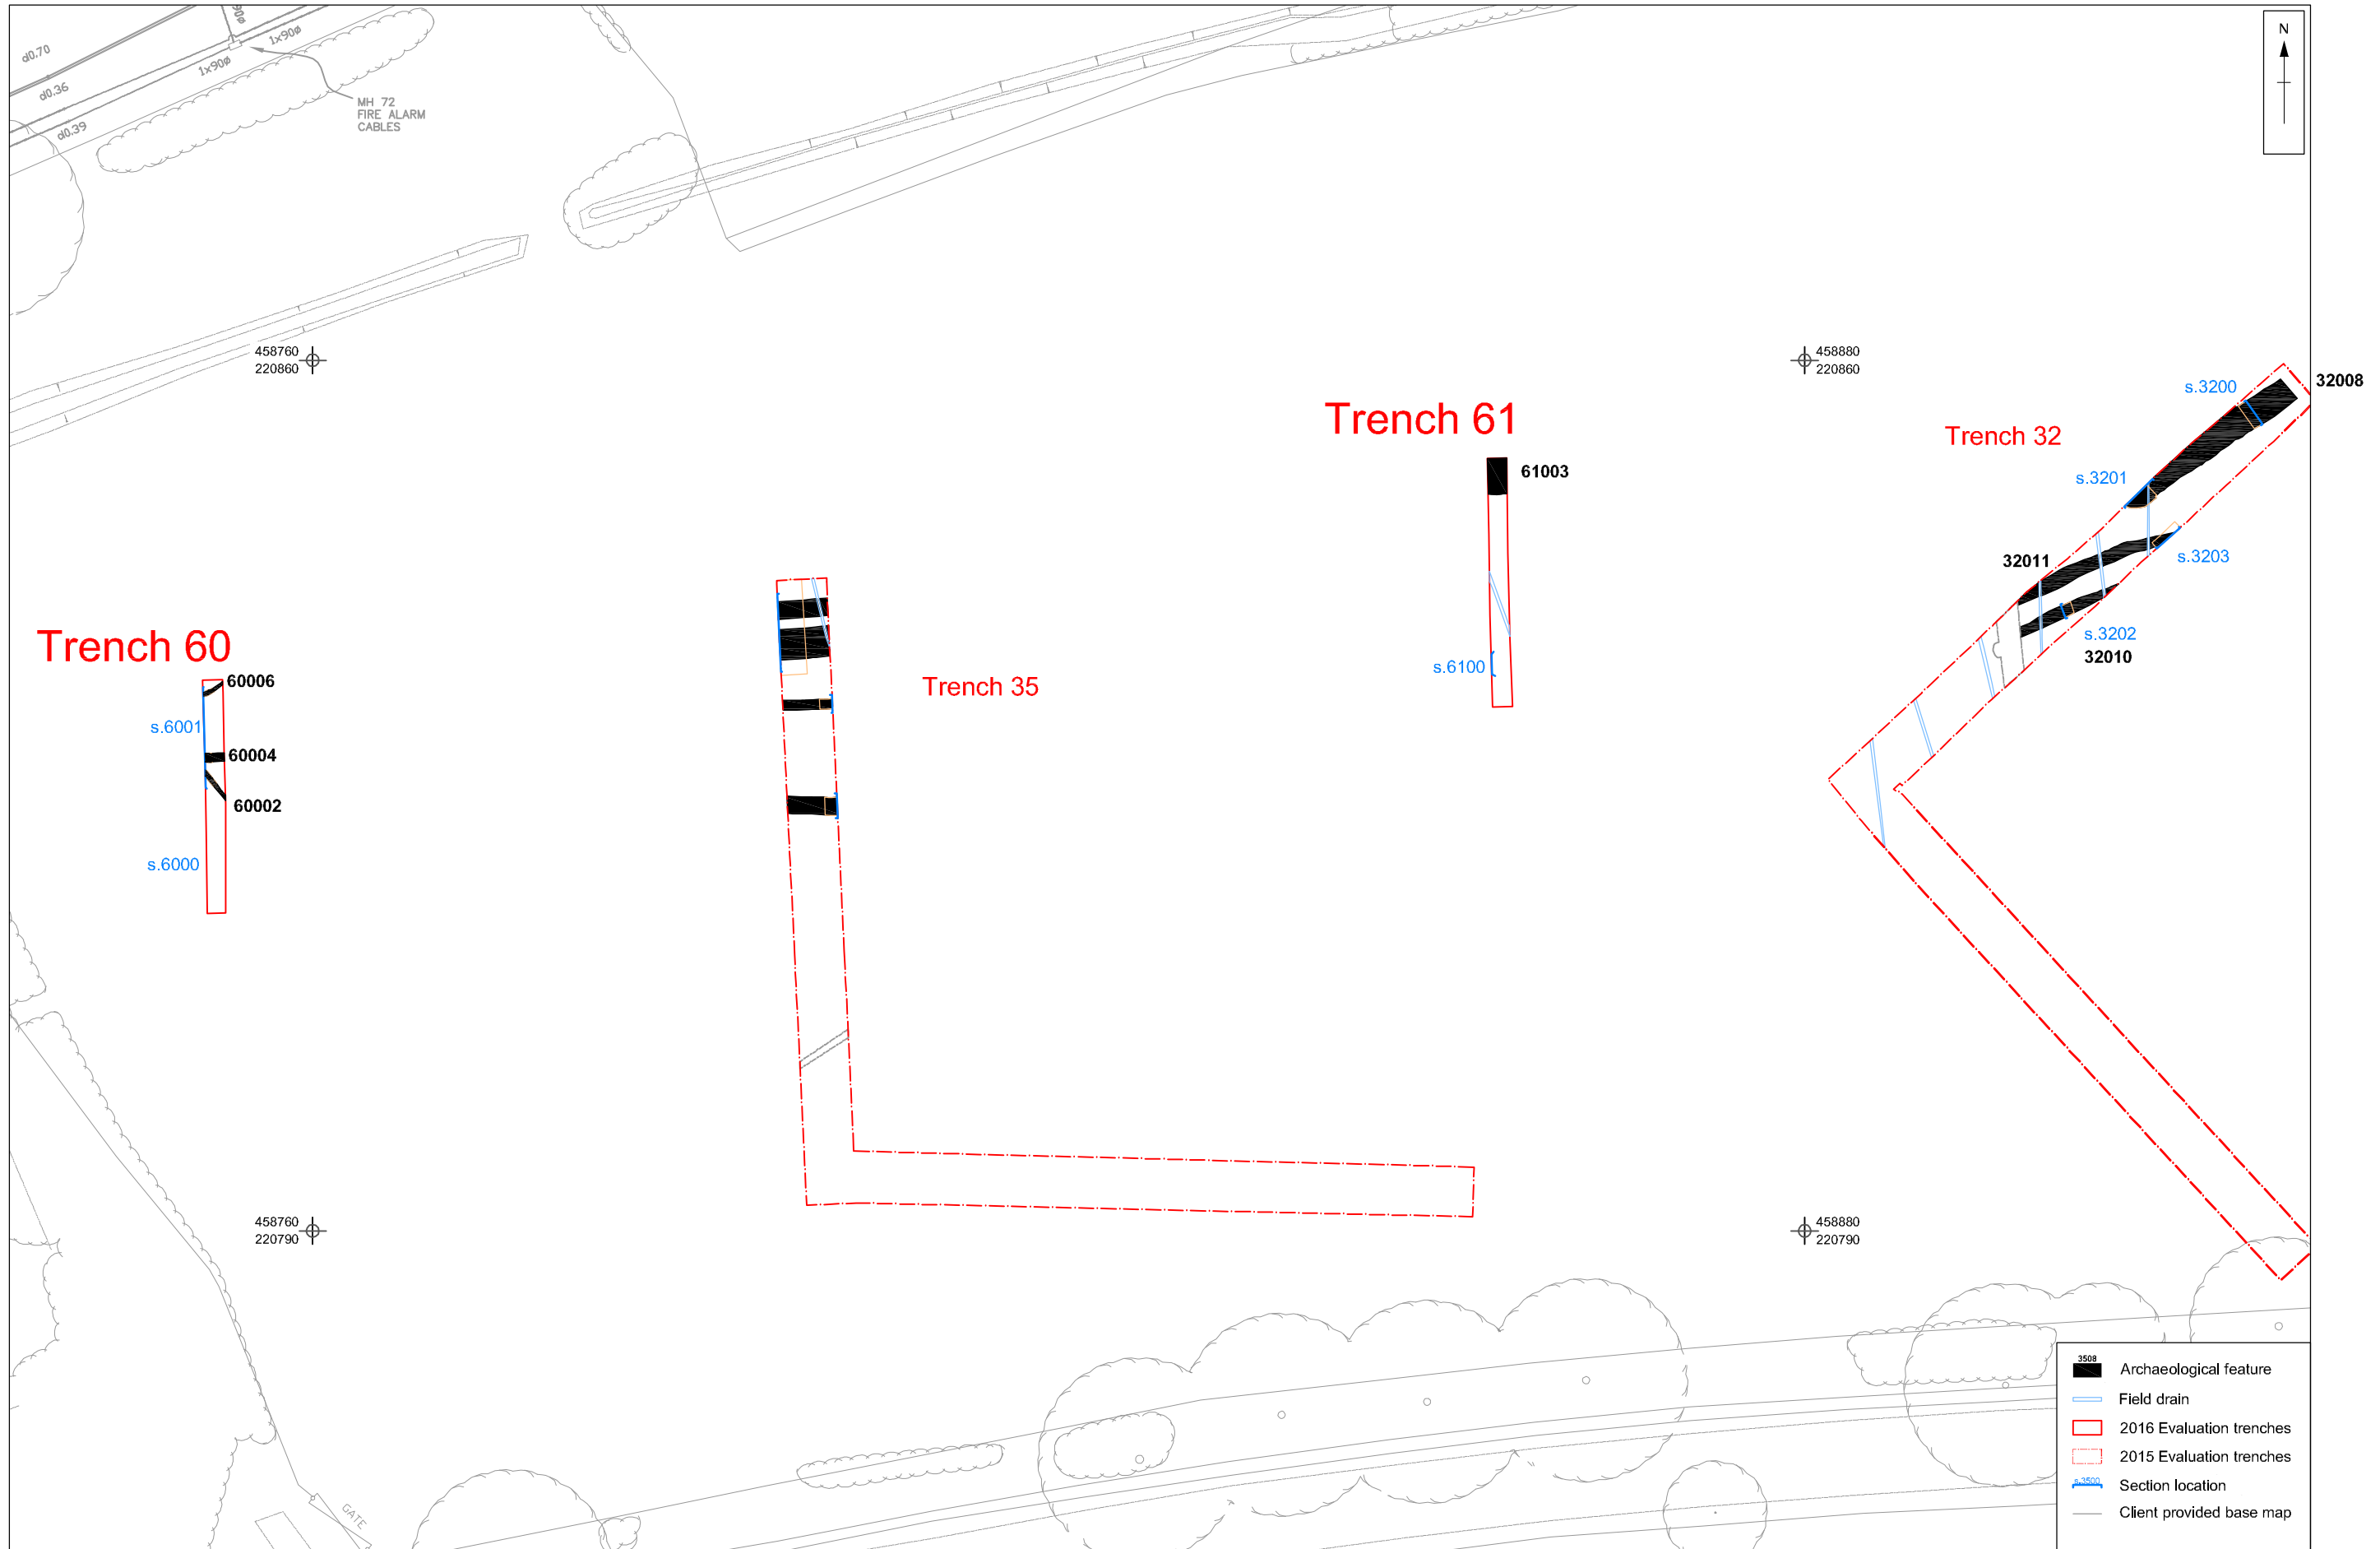 90ø
1x90ø
1x90ø
d0.70
d0.36
d0.39
MH 72
FIRE ALARM
CABLES
N
458760
220860
458880
220860
32008
s.3200
Trench 61
Trench 32
61003
s.3201
32011
s.3203
Trench 60
s.3202
32010
s.6100
60006
Trench 35
s.6001
60004
60002
s.6000
458760
220790
458880
220790
GATE
3508
Archaeological feature
Field drain
2016 Evaluation trenches
2015 Evaluation trenches
s.3500
Section location
Client provided base map